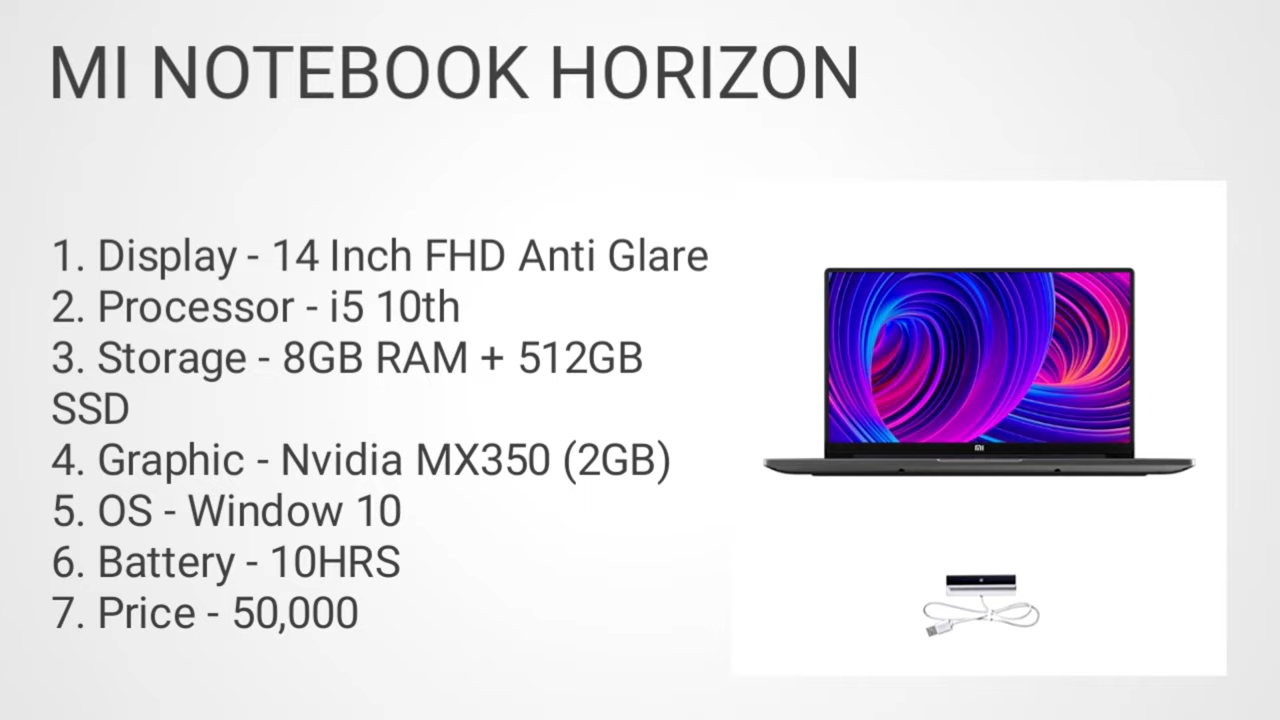 MI NOTEBOOK HORIZON
1. Display - 14 Inch FHD Anti Glare
2. Processor - i5 10th
3. Storage - 8GB RAM + 512GB
SSD
4. Graphic - Nvidia MX350 (2GB)
5. OS - Window 10
6. Battery - 10HRS
7. Price - 50,000
mi